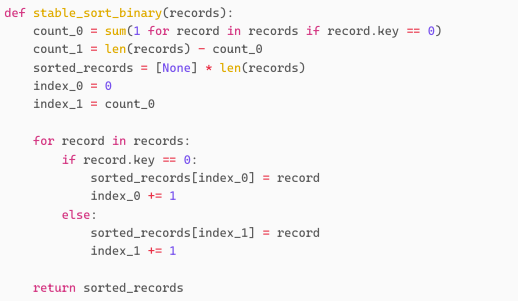 def stable_sort_binary(records):
    count_0 = sum(1 for record in records if record.key == 0)
    count_1 = len(records) - count_0
    sorted_records = [None] * len(records)
    index_0 = 0
    index_1 = count_0

    for record in records:
        if record.key == 0:
            sorted_records[index_0] = record
            index_0 += 1
        else:
            sorted_records[index_1] = record
            index_1 += 1

    return sorted_records